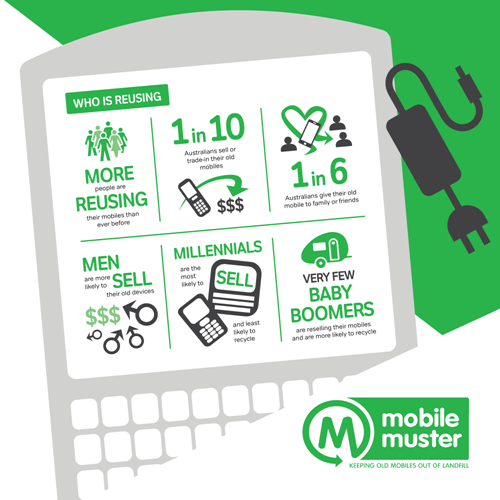 WHO IS REUSING
MORE
people are
REUSING
their mobiles than
ever before
1 in 10
Australians sell or
trade-in their old
mobiles
$$$
1 in 6
Australians give their old
mobile to family or friends
MEN
are more
likely to
SELL
their old devices
$$$
MILLENNIALS
are the
most
likely to
SELL
and least
likely to
recycle
VERY FEW
BABY
BOOMERS
are reselling their mobiles
and are more likely to recycle
M
mobile
muster
KEEPING OLD MOBILES OUT OF LANDFILL